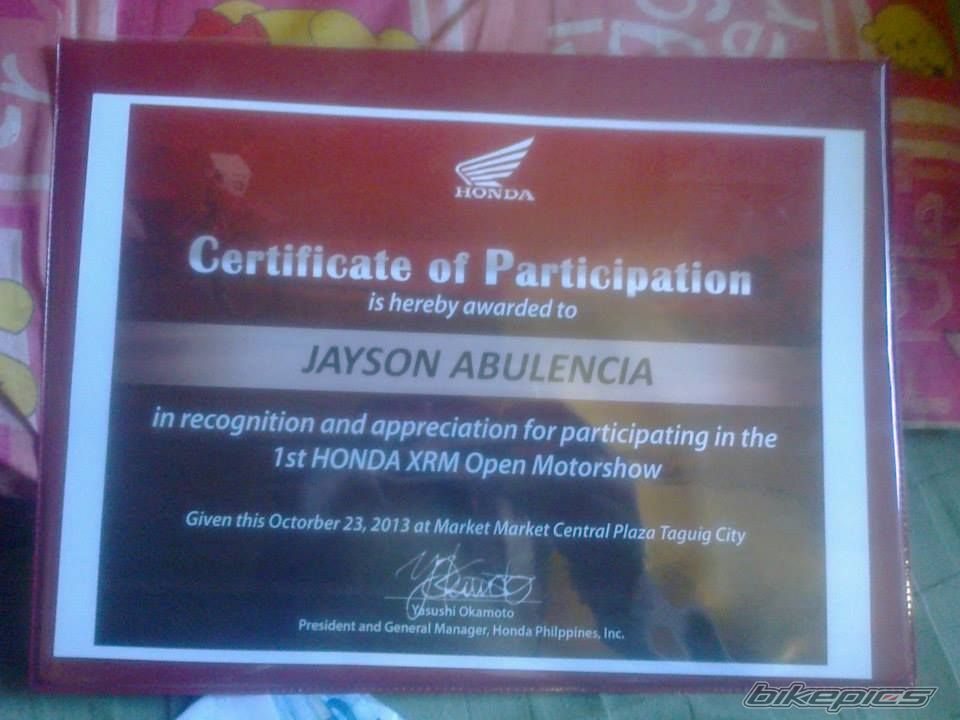 HONDA
Certificate of Participation
is hereby awarded to
JAYSON ABULENCIA
in recognition and appreciation for participating in the
1st HONDA XRM Open Motorshow
Given this Octorber 23, 2013 at Market Market Central Plaza Taguig City
Yasushi Okamoto
President and General Manager, Honda Philppines, Inc.
bikepics